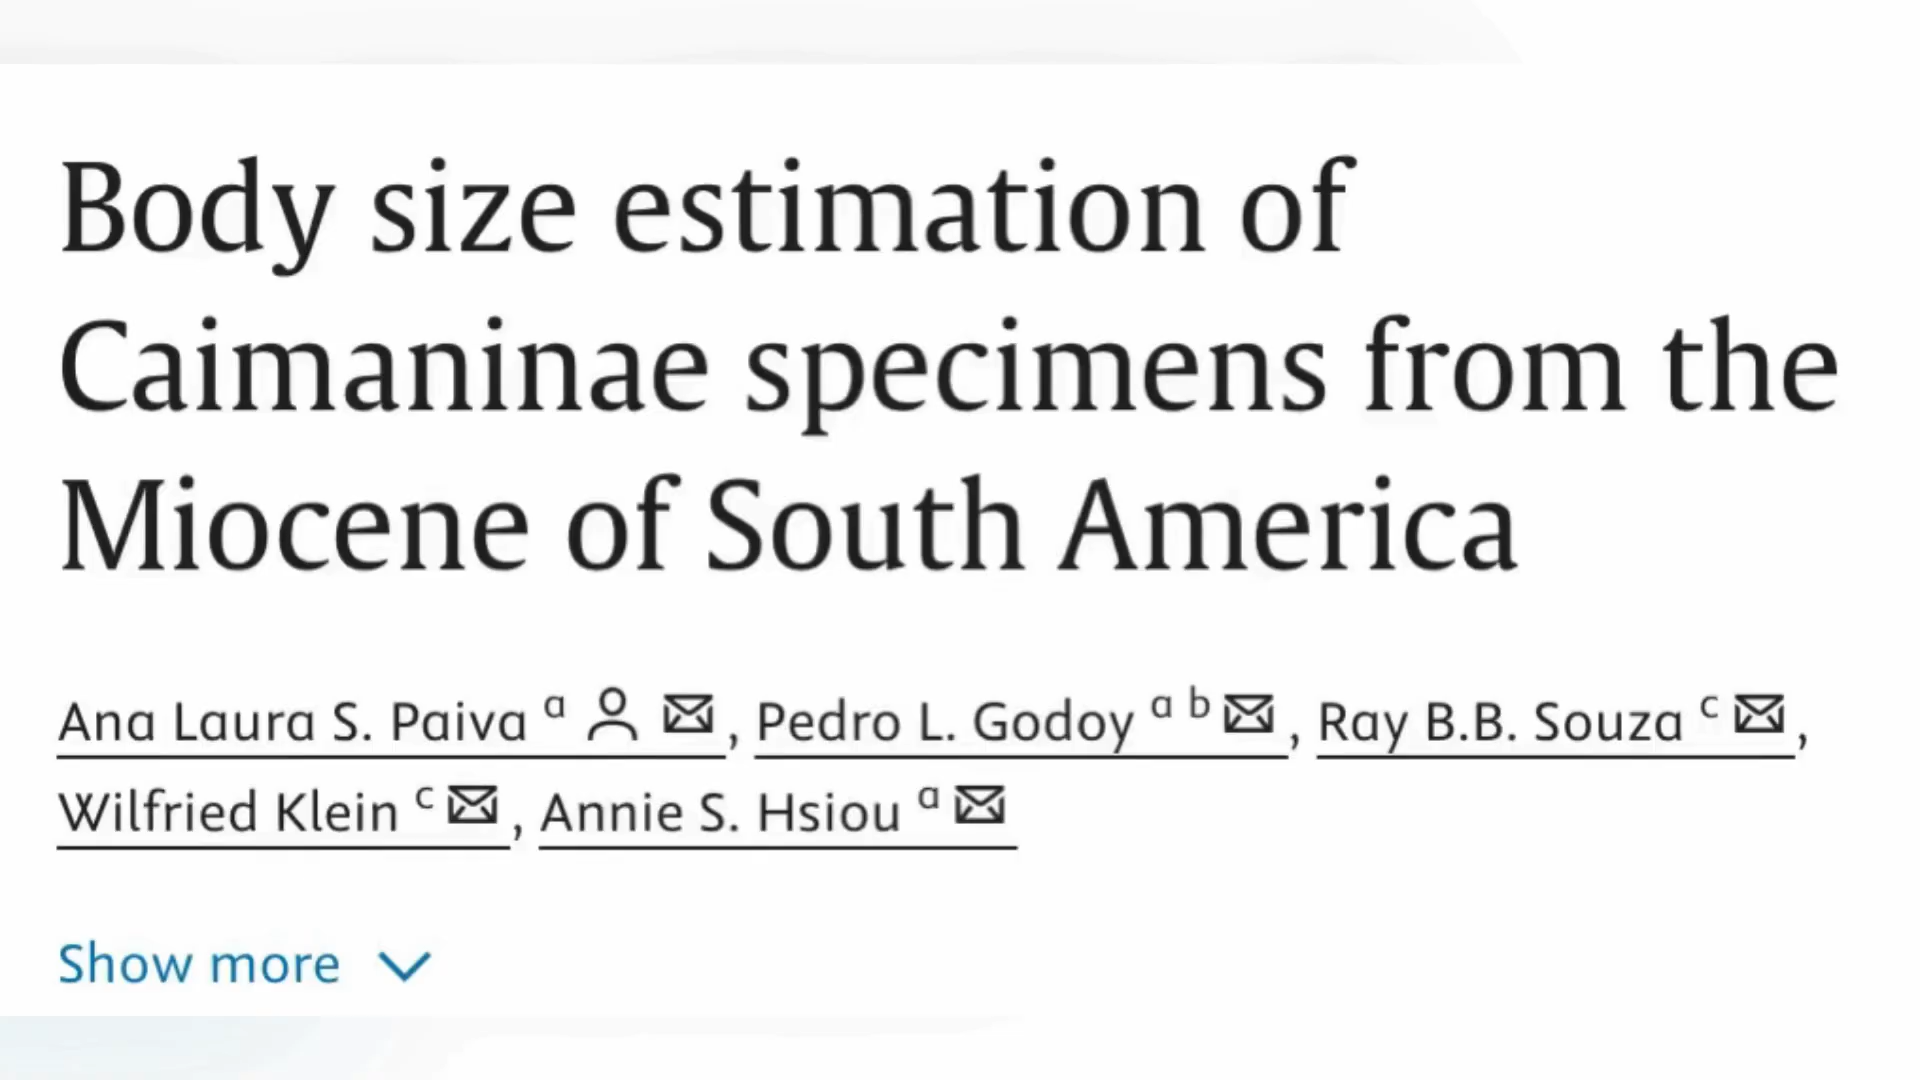 Body size estimation of
Caimaninae specimens from the
Miocene of South America
Ana Laura S. Paiva a , Pedro L. Godoy a b , Ray B.B. Souza c ,
Wilfried Klein c , Annie S. Hsiou a
Show more